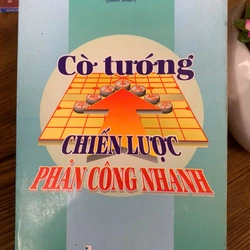 Cờ tướng
CHIẾN LƯỢC
PHẢN CÔNG NHANH